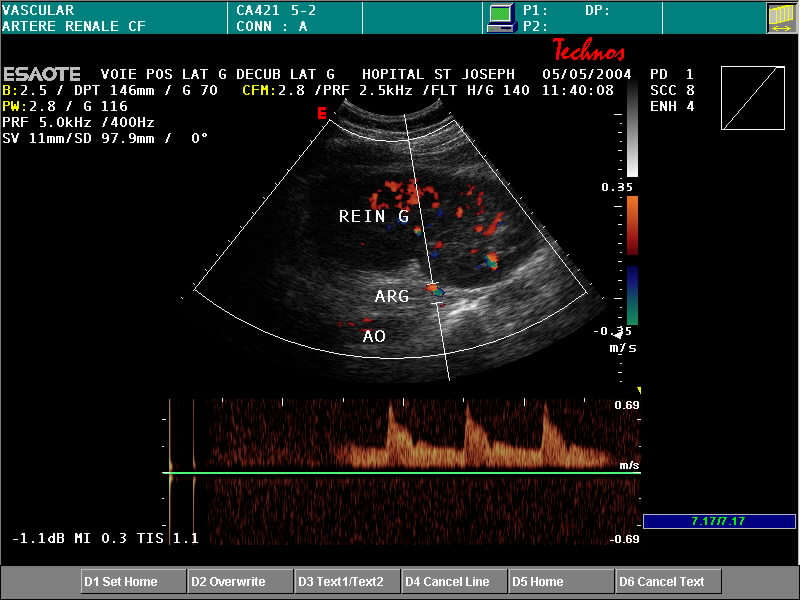 VASCULAR
CA421 5-2
P1: DP:
ARTERE RENALE CF
CONN : A
P2:
Technos
ESAOTE VOIE POS LAT G DECUB LAT G HOPITAL ST JOSEPH 05/05/2004 PD 1
B:2.5 / DPT 146mm / G 70 CFM:2.8 /PRF 2.5kHz /FLT H/G 140 11:40:08 SCC 8
PW:2.8 / G 116
ENH 4
PRF 5.0kHz /400Hz
E
SV 11mm/SD 97.9mm / 0°
0.35
REIN G
ARG
-0.35
AO
m/s
0.69
m/s
7.17/7.17
-1.1dB MI 0.3 TIS 1.1
-0.69
D1 Set Home D2 Overwrite D3 Text1/Text2 D4 Cancel Line D5 Home D6 Cancel Text